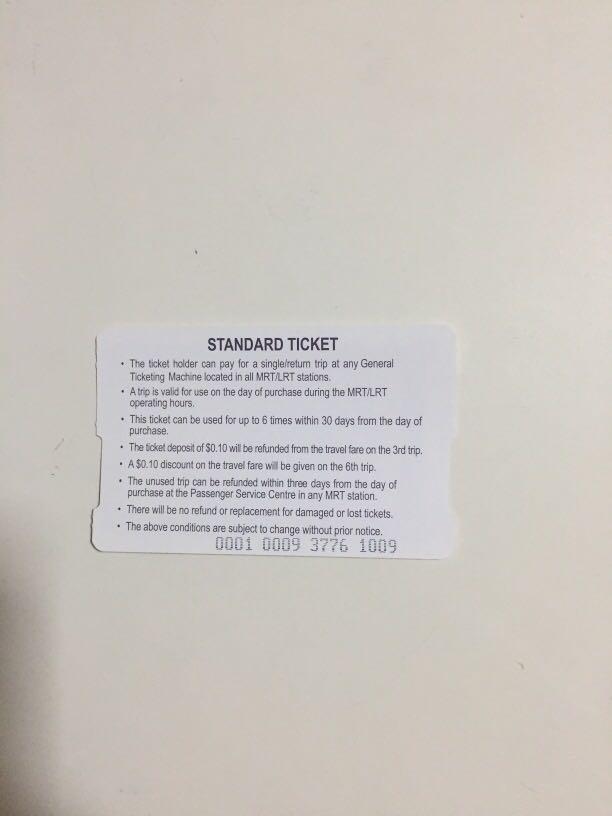 STANDARD TICKET
• The ticket holder can pay for a single/return trip at any General
Ticketing Machine located in all MRT/LRT stations.
• A trip is valid for use on the day of purchase during the MRT/LRT
operating hours.
• This ticket can be used for up to 6 times within 30 days from the day of
purchase.
• The ticket deposit of $0.10 will be refunded from the travel fare on the 3rd trip.
• A $0.10 discount on the travel fare will be given on the 6th trip.
• The unused trip can be refunded within three days from the day of
purchase at the Passenger Service Centre in any MRT station.
• There will be no refund or replacement for damaged or lost tickets.
• The above conditions are subject to change without prior notice.
0001 0009 3776 1009